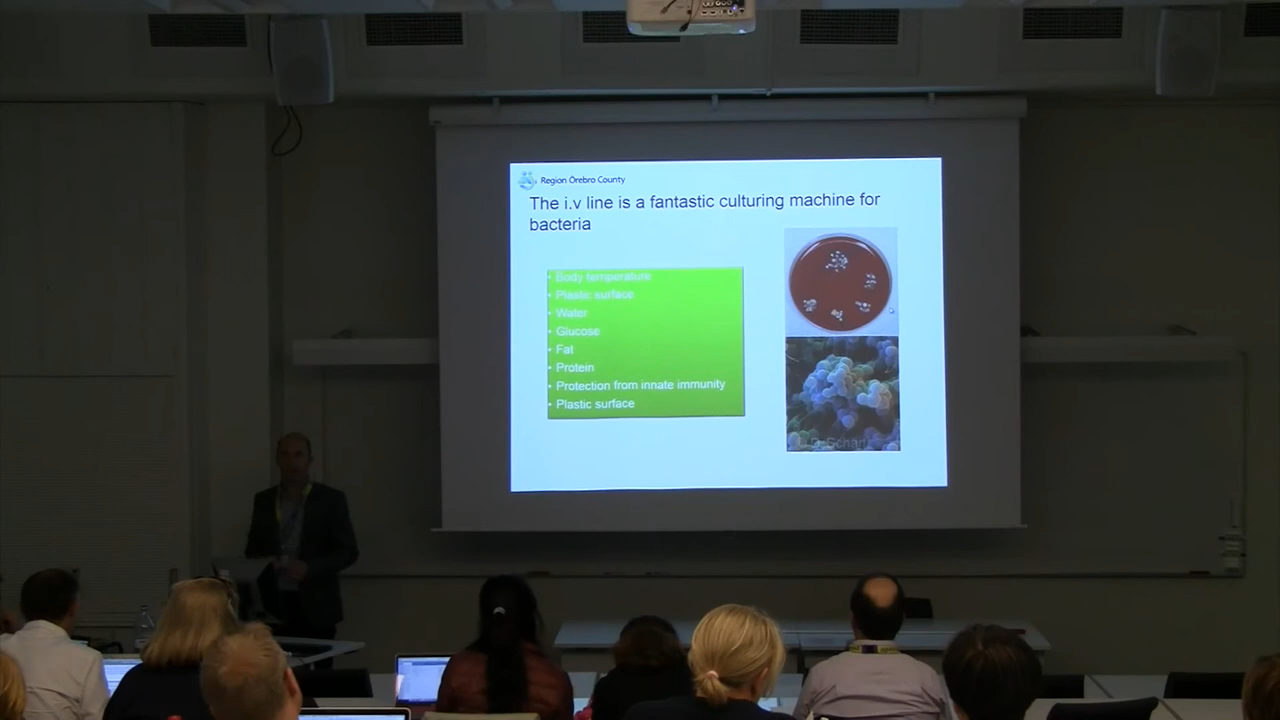 Region Örebro County
The i.v line is a fantastic culturing machine for
bacteria
• Body temperature
• Plastic surface
• Water
• Glucose
• Fat
• Protein
• Protection from innate immunity
• Plastic surface